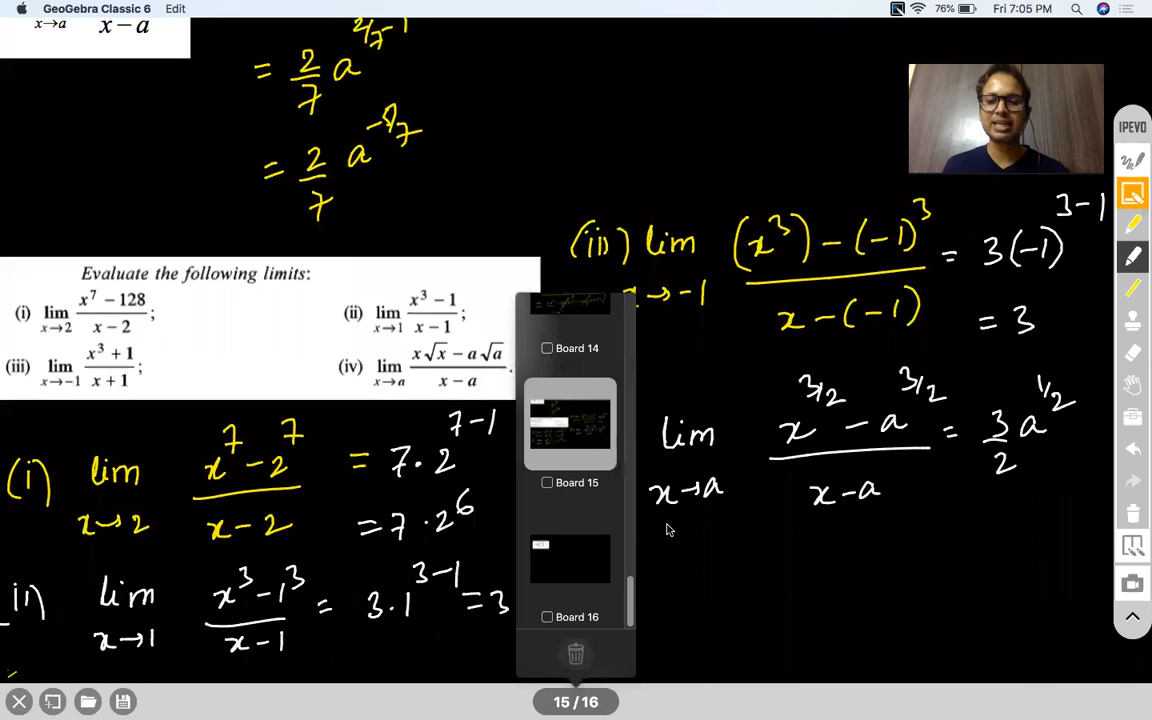 GeoGebra Classic 6 Edit 76% Fri 7:05 PM
x→a x − a
= 2/7 a^(2/7−1)
= 2/7 a^(−5/7)
IPEVO
Evaluate the following limits:
(i) lim x→2 (x^7 − 128)/(x − 2);
(ii) lim x→1 (x^3 − 1)/(x − 1);
(iii) lim x→−1 (x^3 + 1)/(x + 1);
(iv) lim x→a (x√x − a√a)/(x − a).
(i) lim x→2 (x^7 − 2^7)/(x − 2) = 7·2^(7−1)
= 7·2^6
ii) lim x→1 (x^3 − 1^3)/(x − 1) = 3·1^(3−1) = 3
Board 14
Board 15
Board 16
(iii) lim x→−1 ((x^3) − (−1)^3)/(x − (−1)) = 3(−1)^(3−1)
= 3
lim x→a (x^(3/2) − a^(3/2))/(x − a) = 3/2 a^(1/2)
15 / 16